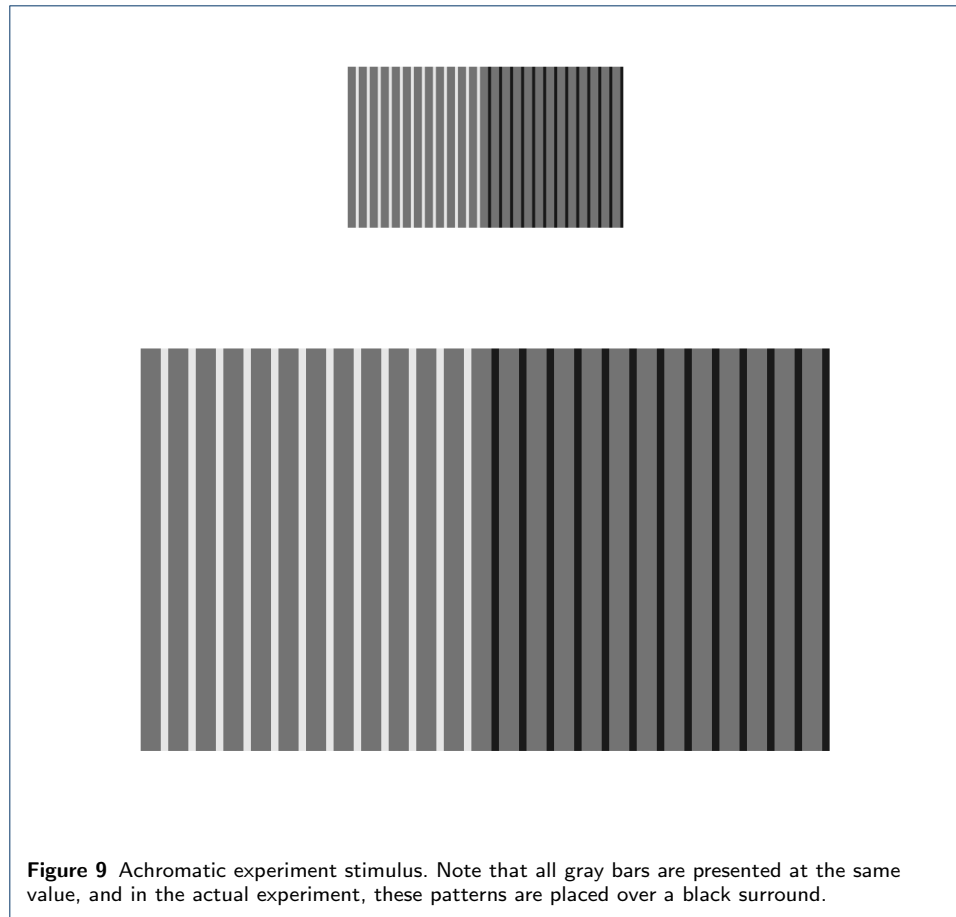 Figure 9 Achromatic experiment stimulus. Note that all gray bars are presented at the same
value, and in the actual experiment, these patterns are placed over a black surround.